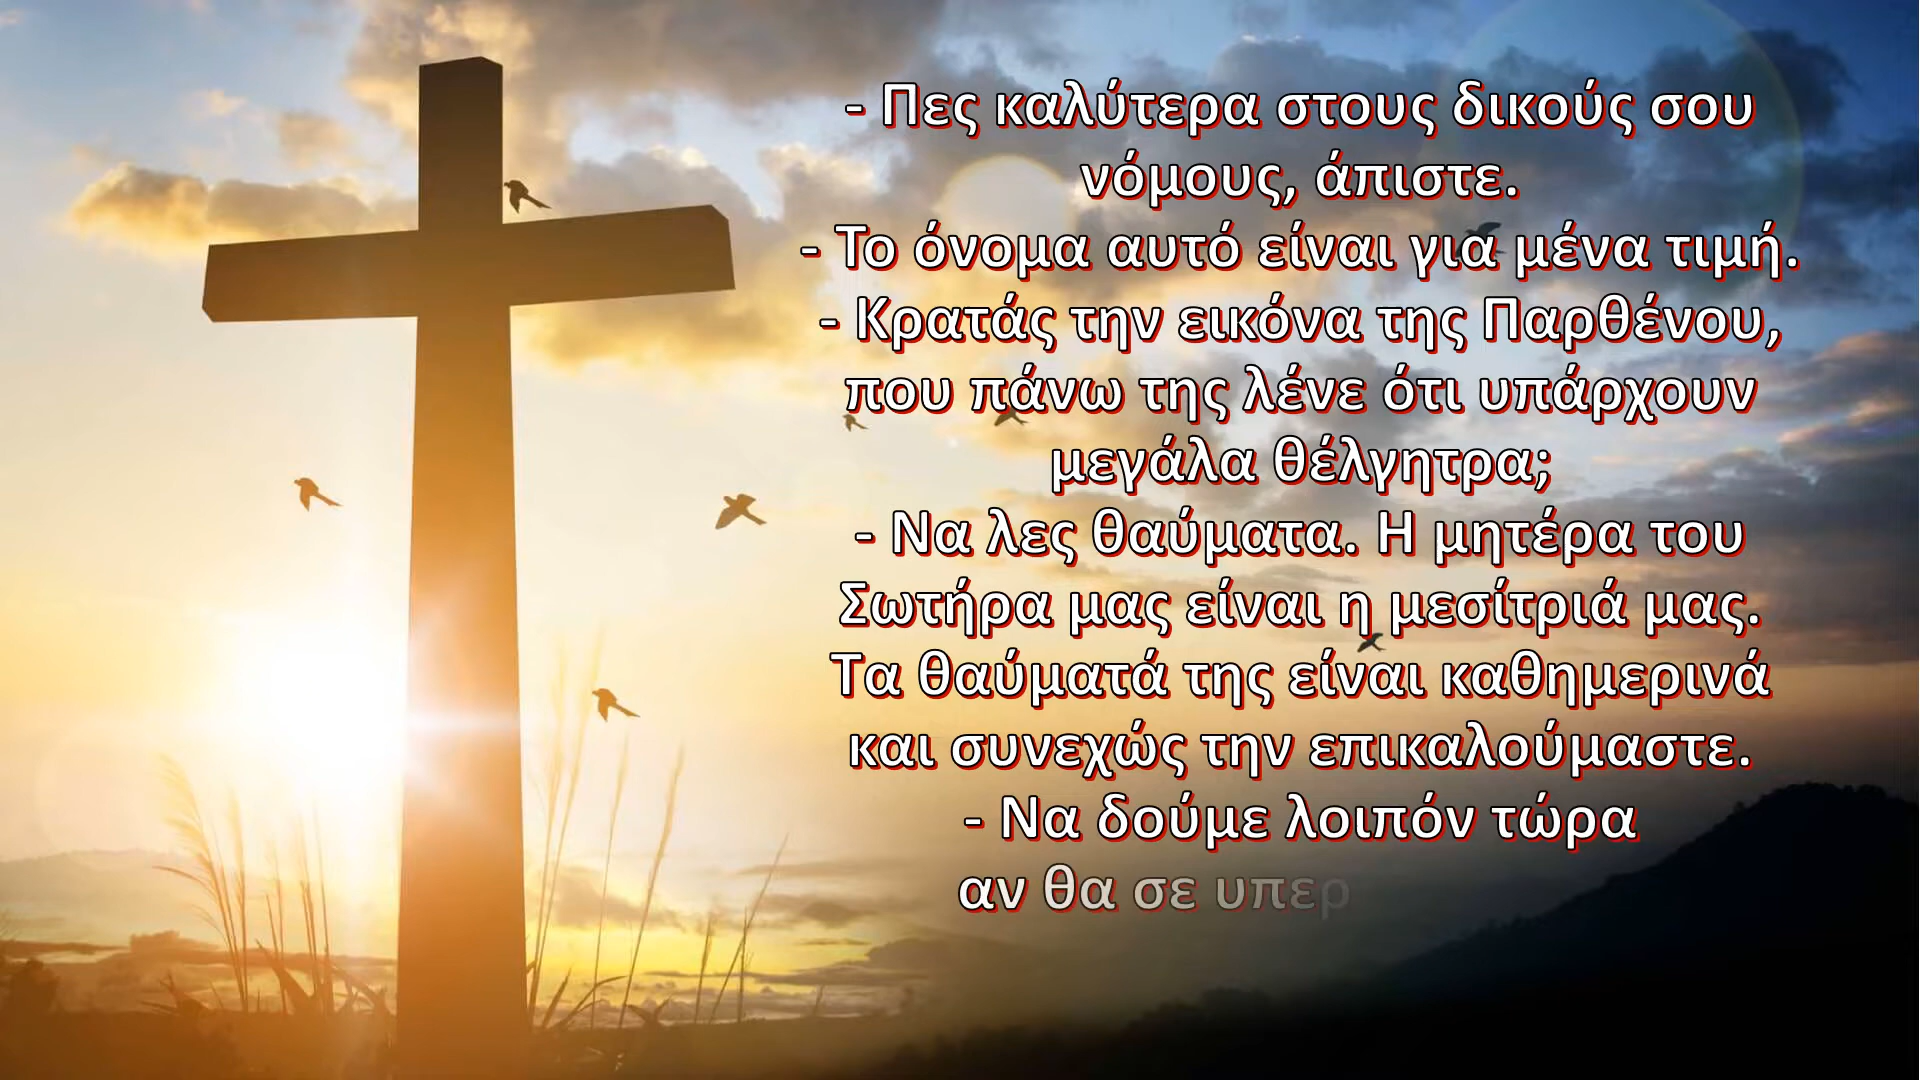 - Πες καλύτερα στους δικούς σου
νόμους, άπιστε.
- Το όνομα αυτό είναι για μένα τιμή.
- Κρατάς την εικόνα της Παρθένου,
που πάνω της λένε ότι υπάρχουν
μεγάλα θέλγητρα;
- Να λες θαύματα. Η μητέρα του
Σωτήρα μας είναι η μεσίτριά μας.
Τα θαύματά της είναι καθημερινά
και συνεχώς την επικαλούμαστε.
- Να δούμε λοιπόν τώρα
αν θα σε υπερ